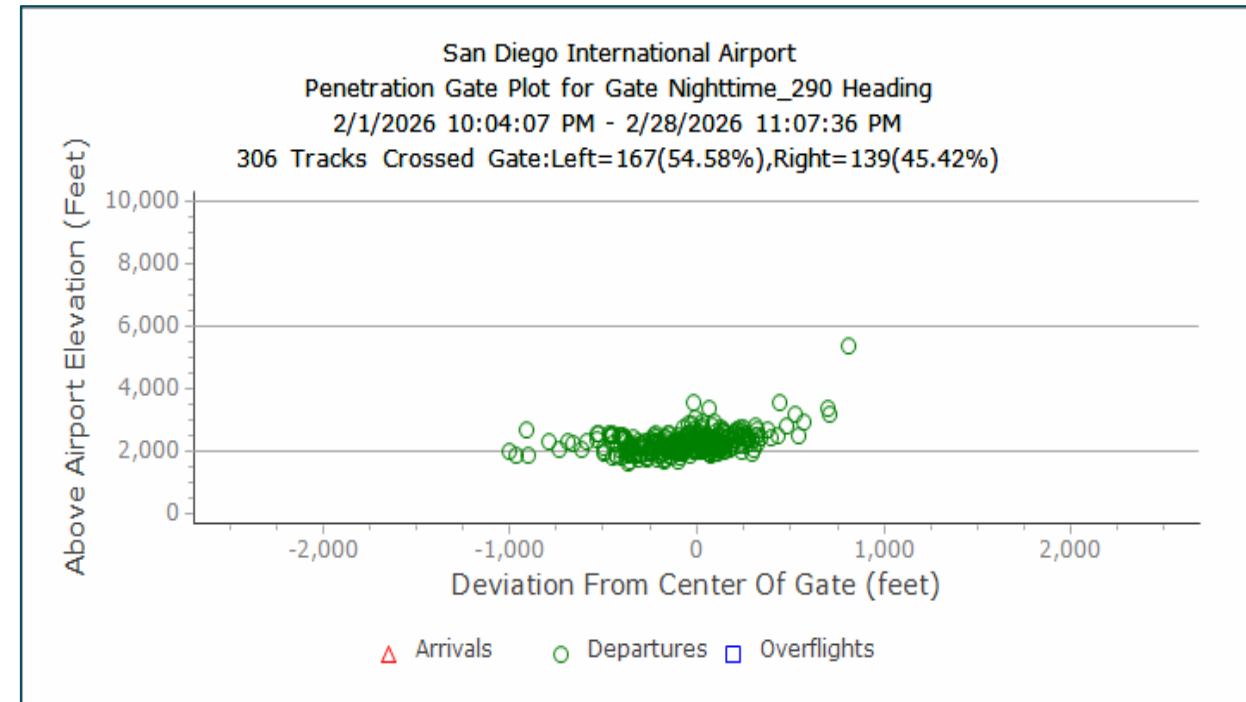 San Diego International Airport
Penetration Gate Plot for Gate Nighttime_290 Heading
2/1/2026 10:04:07 PM - 2/28/2026 11:07:36 PM
306 Tracks Crossed Gate:Left=167(54.58%),Right=139(45.42%)
Above Airport Elevation (Feet)
10,000
8,000
6,000
4,000
2,000
0
-2,000 -1,000 0 1,000 2,000
Deviation From Center Of Gate (feet)
Arrivals Departures Overflights